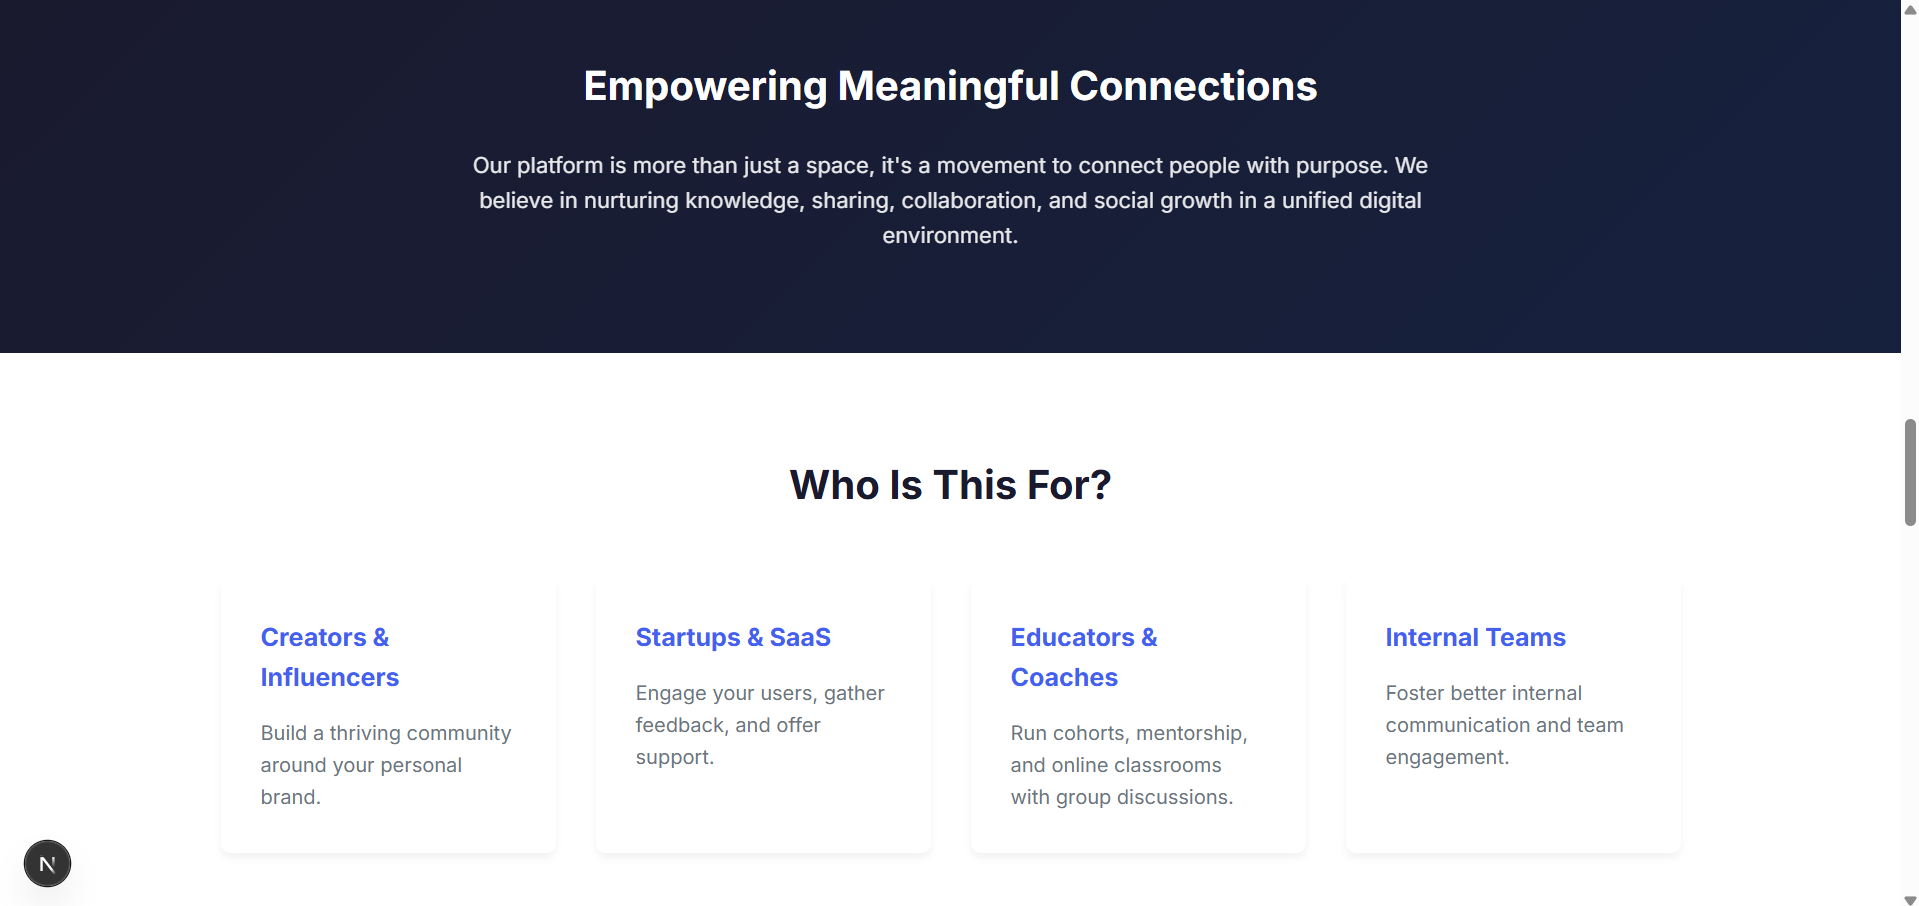 Empowering Meaningful Connections
Our platform is more than just a space, it's a movement to connect people with purpose. We
believe in nurturing knowledge, sharing, collaboration, and social growth in a unified digital
environment.
Who Is This For?
Creators &
Influencers
Build a thriving community
around your personal
brand.
Startups & SaaS
Engage your users, gather
feedback, and offer
support.
Educators &
Coaches
Run cohorts, mentorship,
and online classrooms
with group discussions.
Internal Teams
Foster better internal
communication and team
engagement.
N